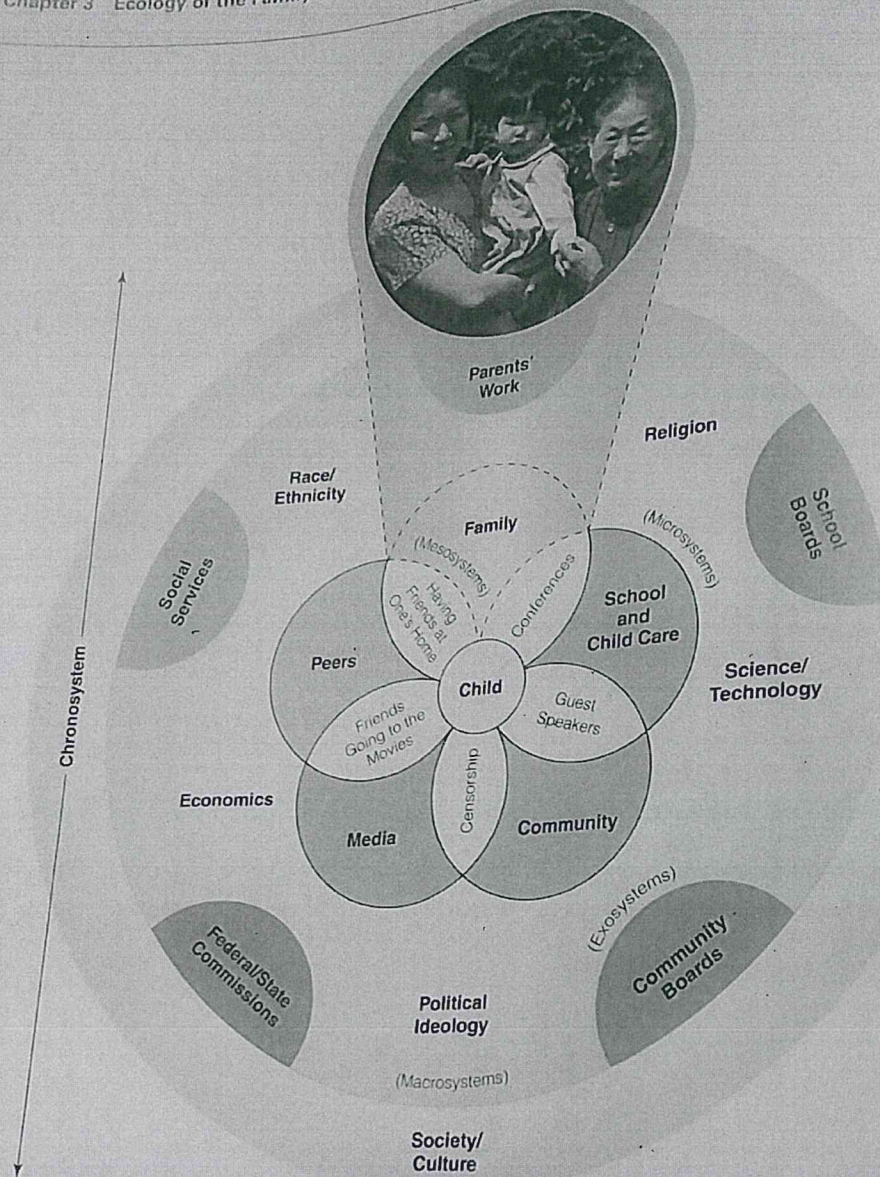 Chapter 3 Ecology of the Family
Parents'
Work
Religion
Race/
Ethnicity
School
Boards
Social
Services
Family
(Mesosystems)
(Microsystems)
Having
Friends at
One's Home
Conferences
School
and
Child Care
Peers
Child
Science/
Technology
Guest
Speakers
Friends
Going to the
Movies
Chronosystem
Censorship
Economics
Media
Community
(Exosystems)
Federal/State
Commissions
Community
Boards
Political
Ideology
(Macrosystems)
Society/
Culture